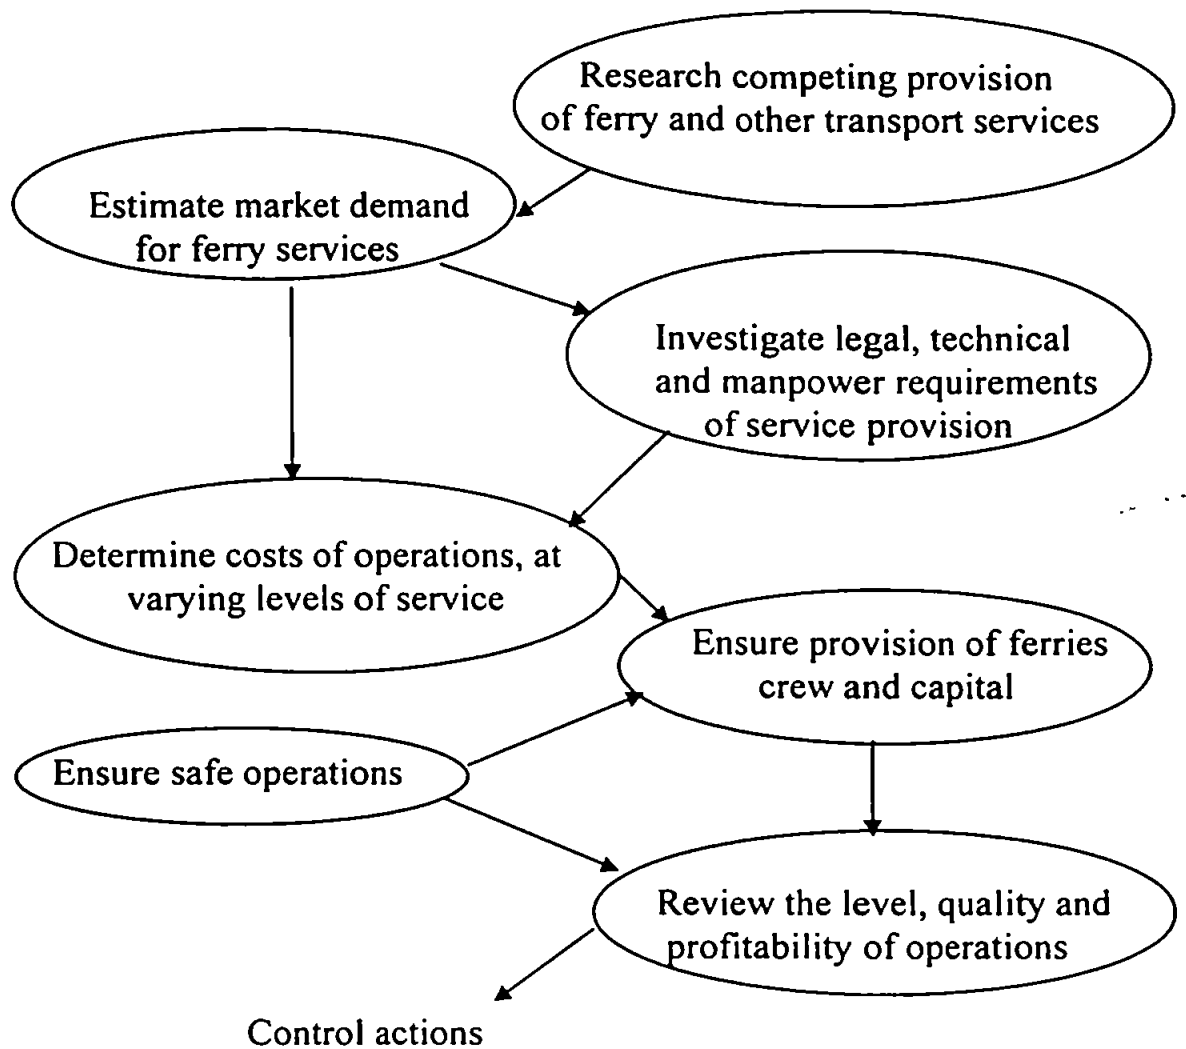 Research competing provision
of ferry and other transport services
Estimate market demand
for ferry services
Investigate legal, technical
and manpower requirements
of service provision
Determine costs of operations, at
varying levels of service
Ensure provision of ferries
crew and capital
Ensure safe operations
Review the level, quality and
profitability of operations
Control actions